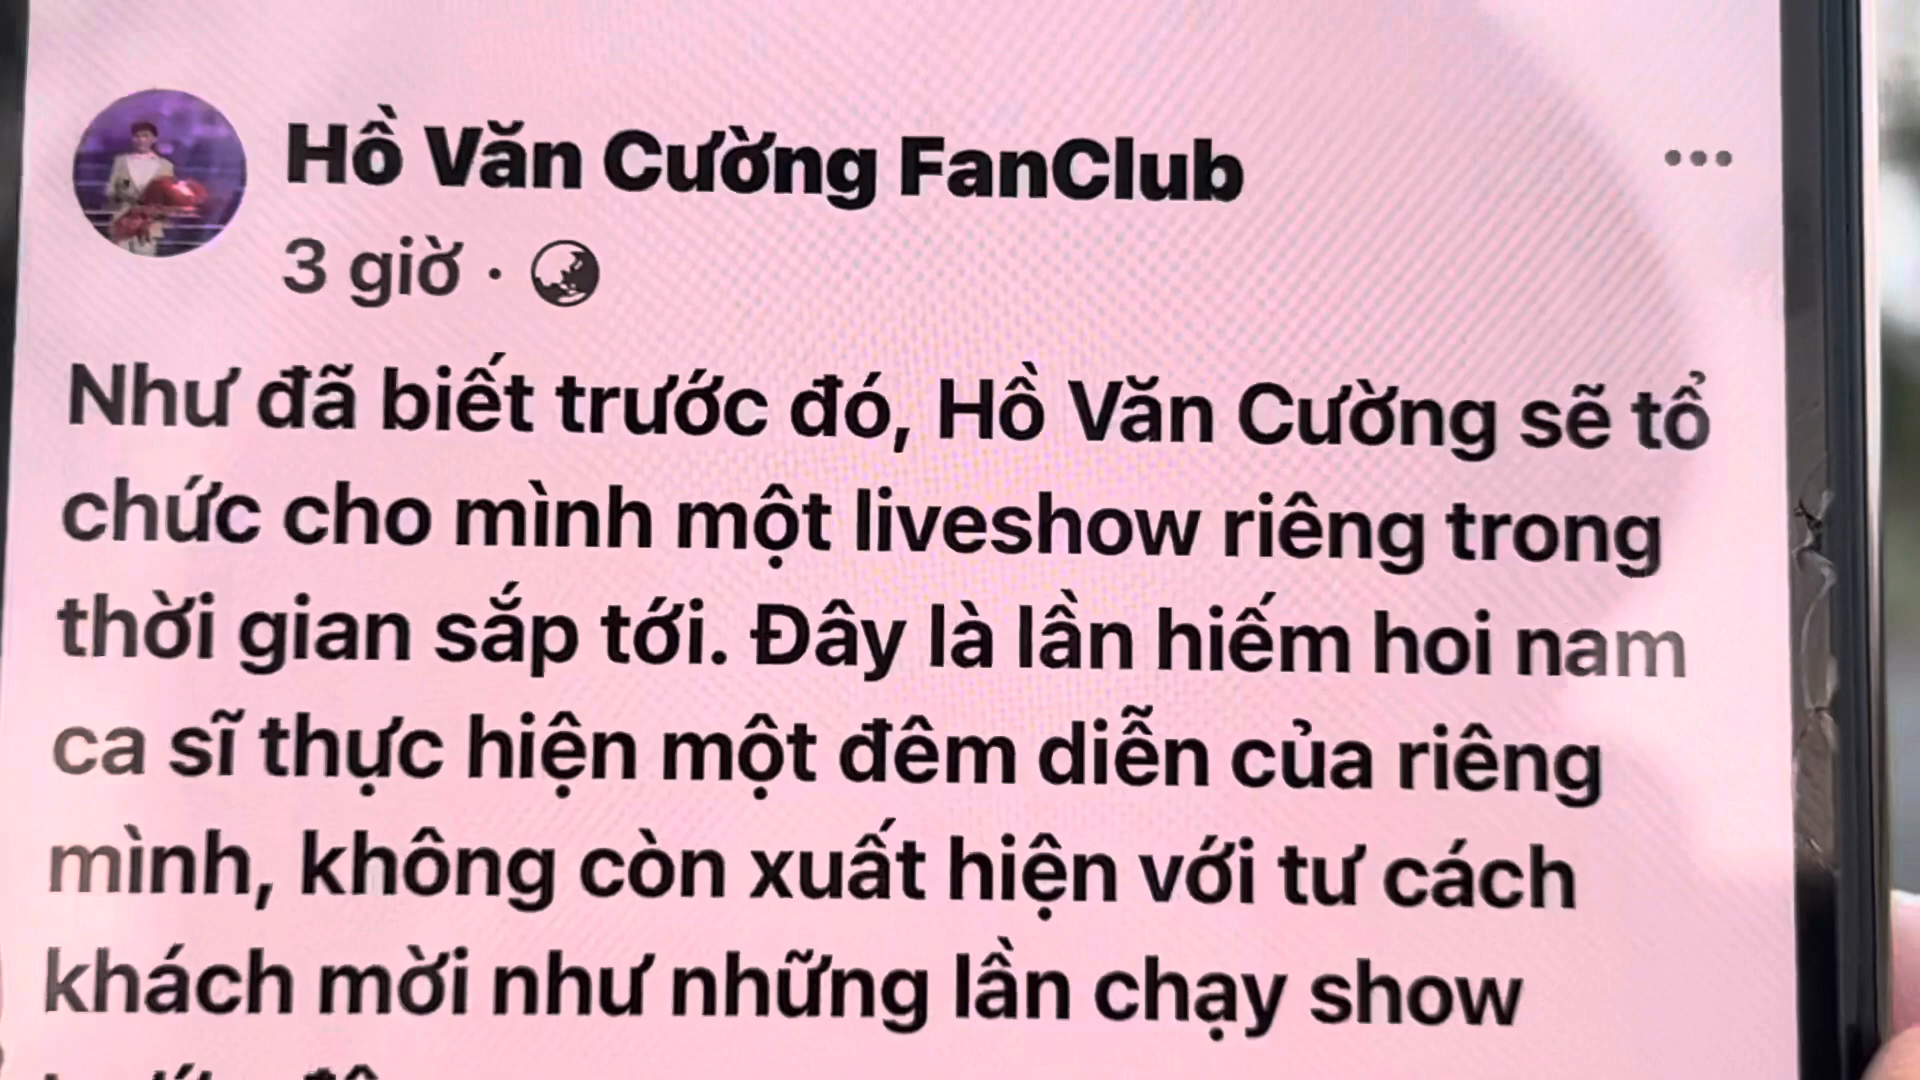 Hồ Văn Cường FanClub
3 giờ ·
Như đã biết trước đó, Hồ Văn Cường sẽ tổ
chức cho mình một liveshow riêng trong
thời gian sắp tới. Đây là lần hiếm hoi nam
ca sĩ thực hiện một đêm diễn của riêng
mình, không còn xuất hiện với tư cách
khách mời như những lần chạy show